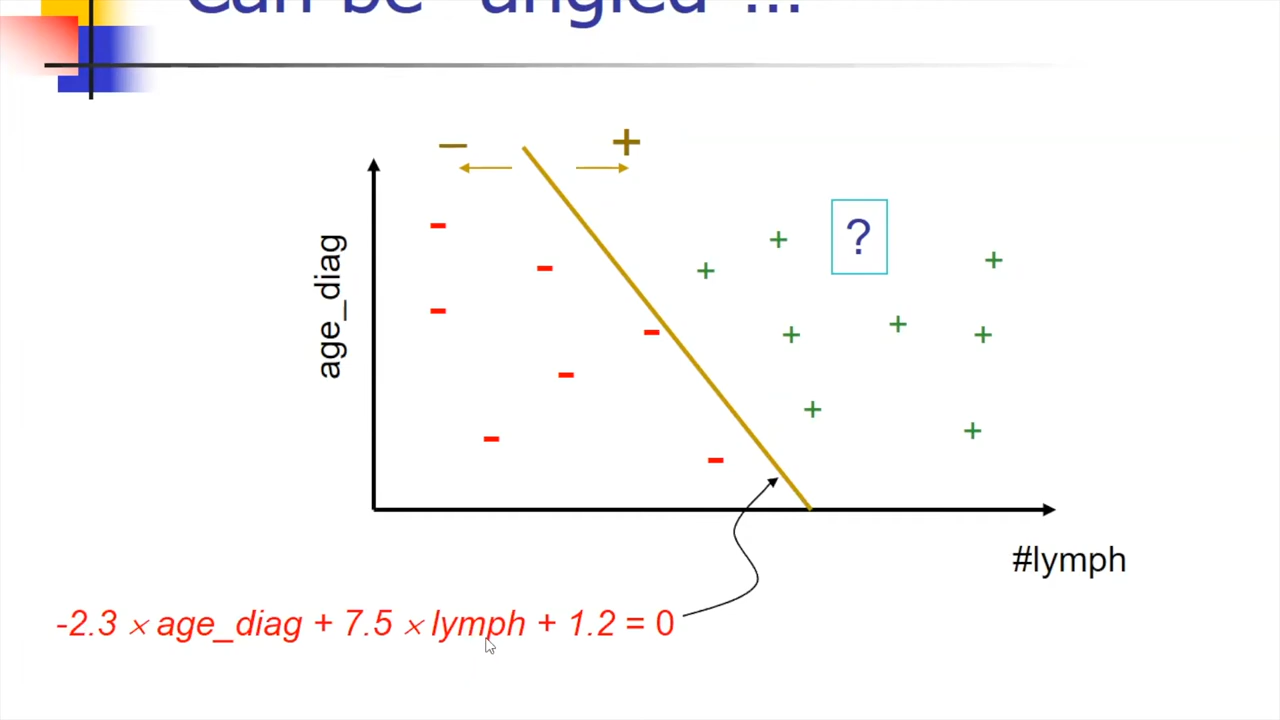 Can be "angled"...
− +
?
age_diag
#lymph
-2.3 × age_diag + 7.5 × lymph + 1.2 = 0